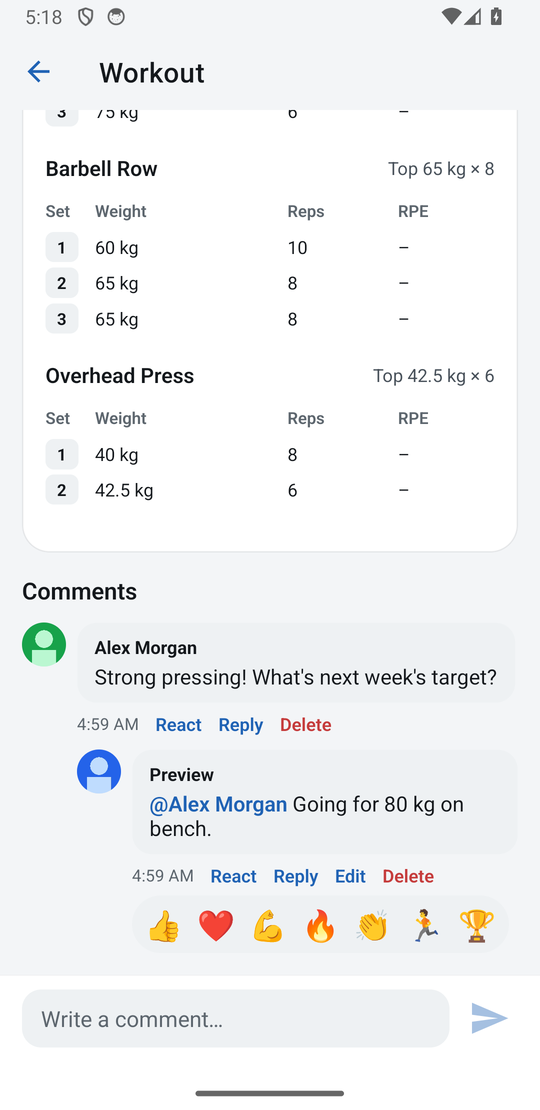 5:18
Workout
3 75 kg 6 –
Barbell Row Top 65 kg × 8
Set Weight Reps RPE
1 60 kg 10 –
2 65 kg 8 –
3 65 kg 8 –
Overhead Press Top 42.5 kg × 6
Set Weight Reps RPE
1 40 kg 8 –
2 42.5 kg 6 –
Comments
Alex Morgan
Strong pressing! What's next week's target?
4:59 AM React Reply Delete
Preview
@Alex Morgan Going for 80 kg on
bench.
4:59 AM React Reply Edit Delete
Write a comment…